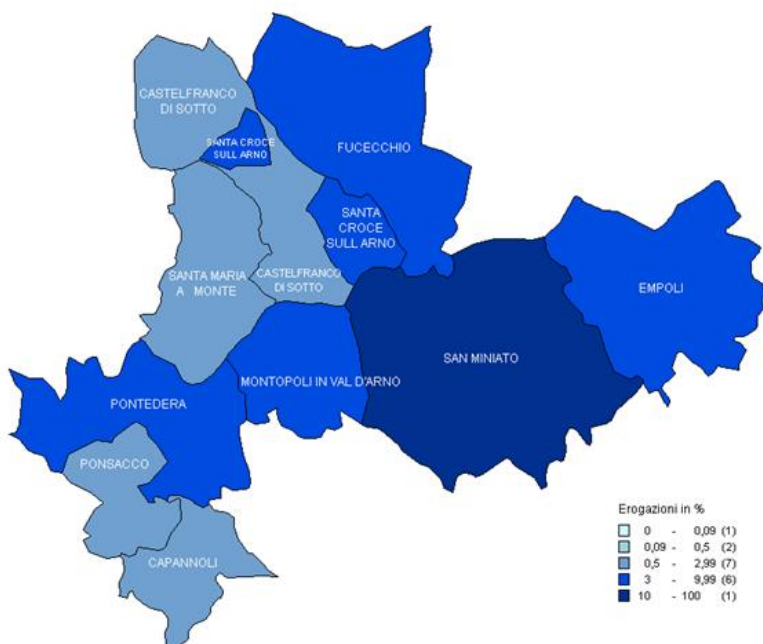 CASTELFRANCO
DI SOTTO
SANTA CROCE
SULL ARNO
FUCECCHIO
SANTA
CROCE
SULL ARNO
SANTA MARIA
A MONTE
CASTELFRANCO
DI SOTTO
EMPOLI
SAN MINIATO
MONTOPOLI IN VAL D'ARNO
PONTEDERA
PONSACCO
CAPANNOLI
Erogazioni in %
0 - 0,09 (1)
0,09 - 0,5 (2)
0,5 - 2,99 (7)
3 - 9,99 (6)
10 - 100 (1)